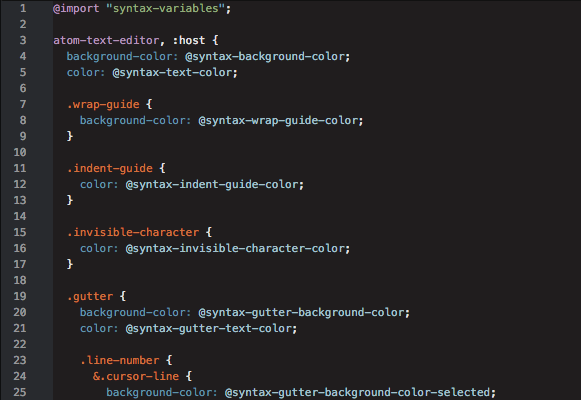 1 @import "syntax-variables";
2
3 atom-text-editor, :host {
4   background-color: @syntax-background-color;
5   color: @syntax-text-color;
6
7   .wrap-guide {
8     background-color: @syntax-wrap-guide-color;
9   }
10
11   .indent-guide {
12     color: @syntax-indent-guide-color;
13   }
14
15   .invisible-character {
16     color: @syntax-invisible-character-color;
17   }
18
19   .gutter {
20     background-color: @syntax-gutter-background-color;
21     color: @syntax-gutter-text-color;
22
23     .line-number {
24       &.cursor-line {
25         background-color: @syntax-gutter-background-color-selected;